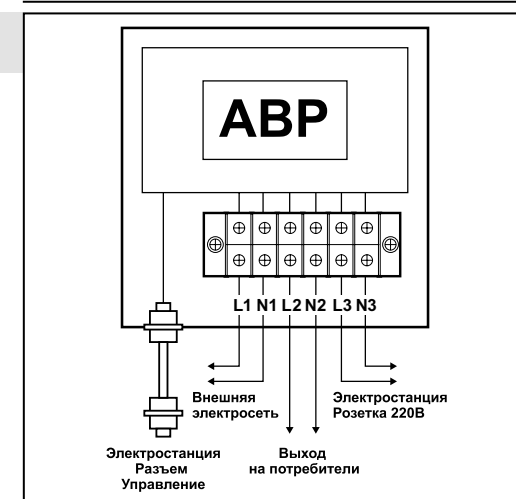 АВР
L1 N1 L2 N2 L3 N3
Внешняя
электросеть
Электростанция
Розетка 220В
Электростанция
Разъем
Управление
Выход
на потребители